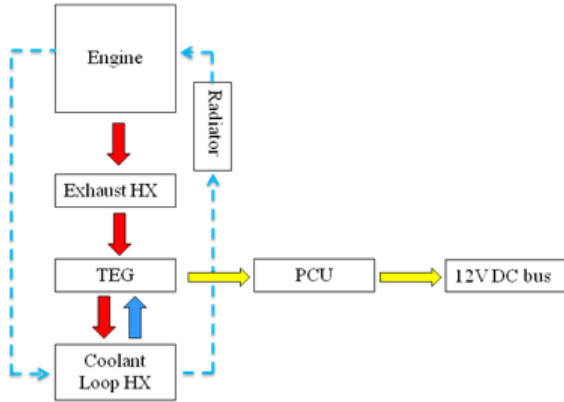 Engine
Radiator
Exhaust HX
TEG
PCU
12V DC bus
Coolant
Loop HX